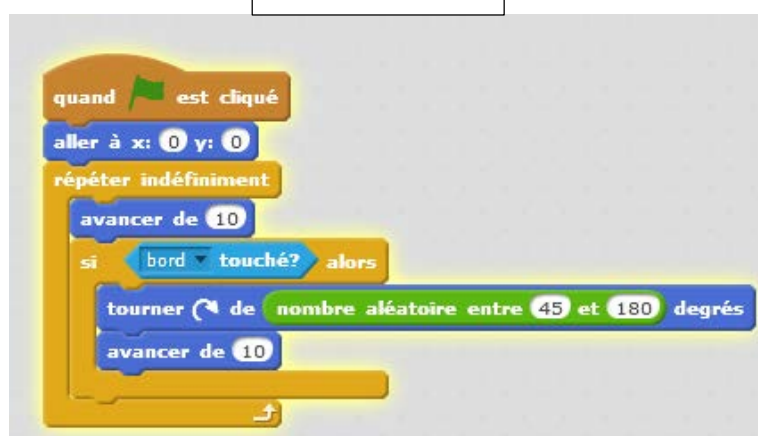 quand est cliqué
aller à x: 0 y: 0
répéter indéfiniment
avancer de 10
si bord touché? alors
tourner de nombre aléatoire entre 45 et 180 degrés
avancer de 10